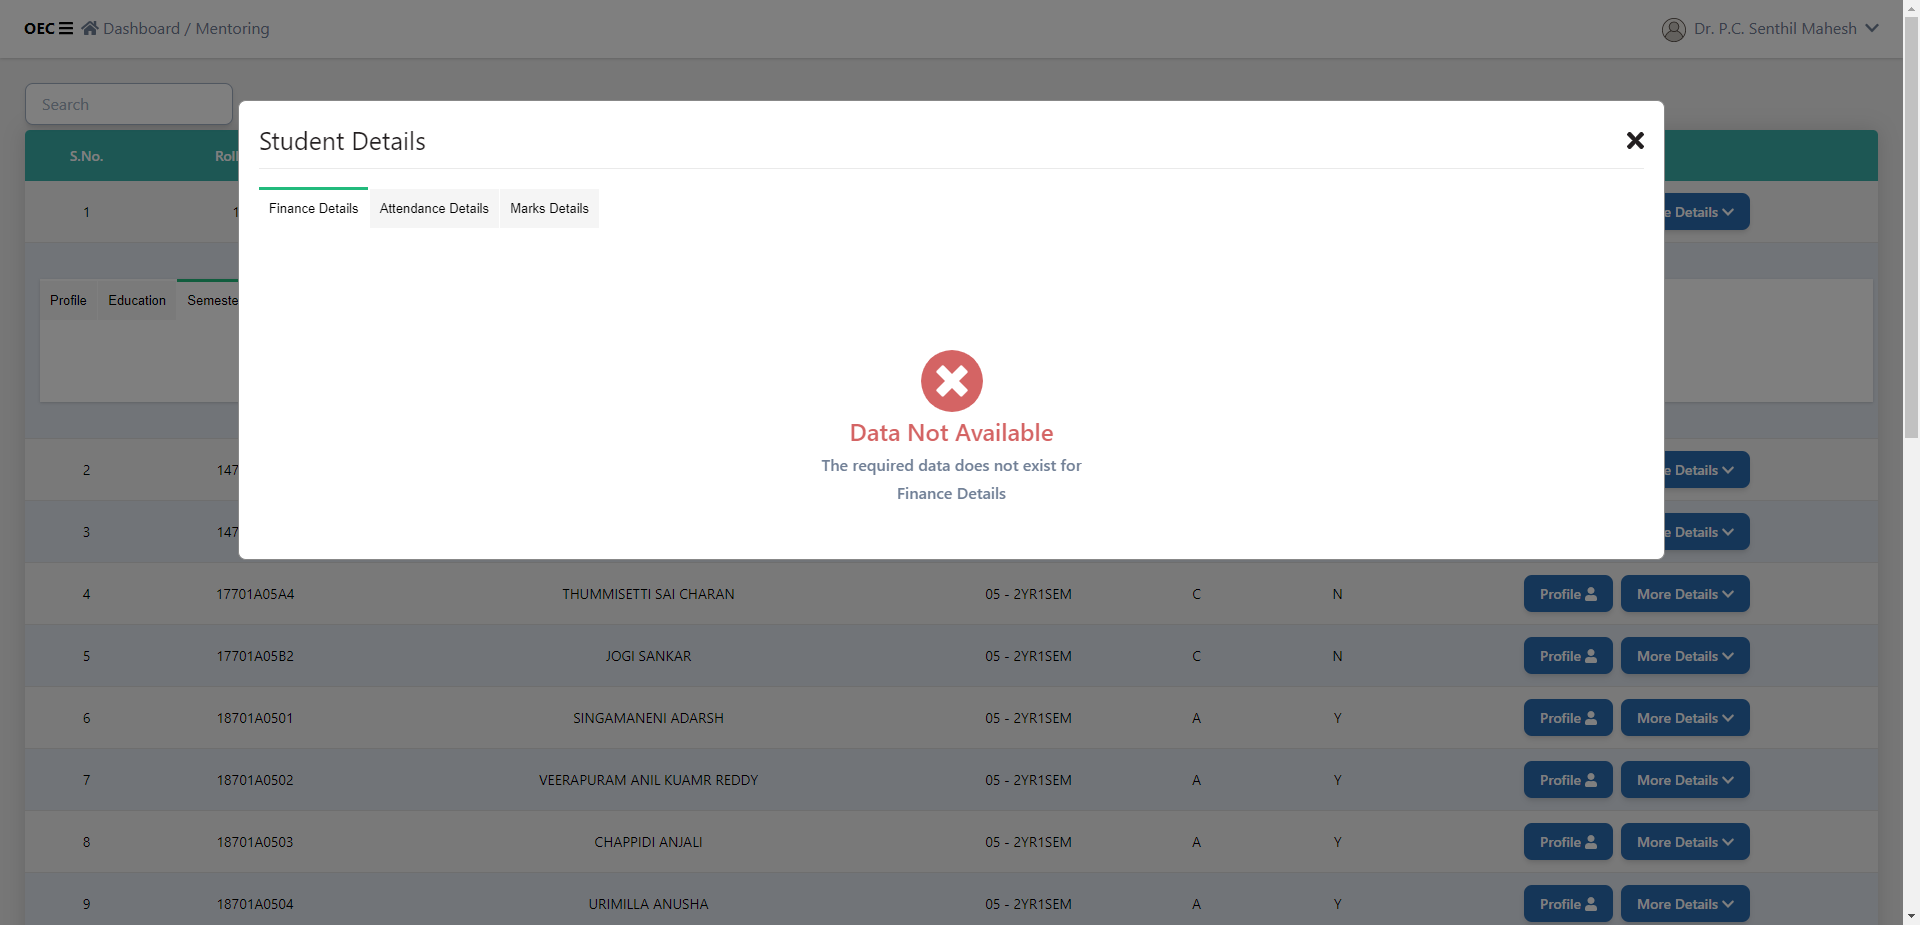 OEC Dashboard / Mentoring
Dr. P.C. Senthil Mahesh
Search
Student Details
S.No. Roll
Finance Details Attendance Details Marks Details
1 1 e Details
Profile Education Semeste
Data Not Available
The required data does not exist for
Finance Details
2 147 e Details
3 147 e Details
4 17701A05A4 THUMMISETTI SAI CHARAN 05 - 2YR1SEM C N Profile More Details
5 17701A05B2 JOGI SANKAR 05 - 2YR1SEM C N Profile More Details
6 18701A0501 SINGAMANENI ADARSH 05 - 2YR1SEM A Y Profile More Details
7 18701A0502 VEERAPURAM ANIL KUAMR REDDY 05 - 2YR1SEM A Y Profile More Details
8 18701A0503 CHAPPIDI ANJALI 05 - 2YR1SEM A Y Profile More Details
9 18701A0504 URIMILLA ANUSHA 05 - 2YR1SEM A Y Profile More Details